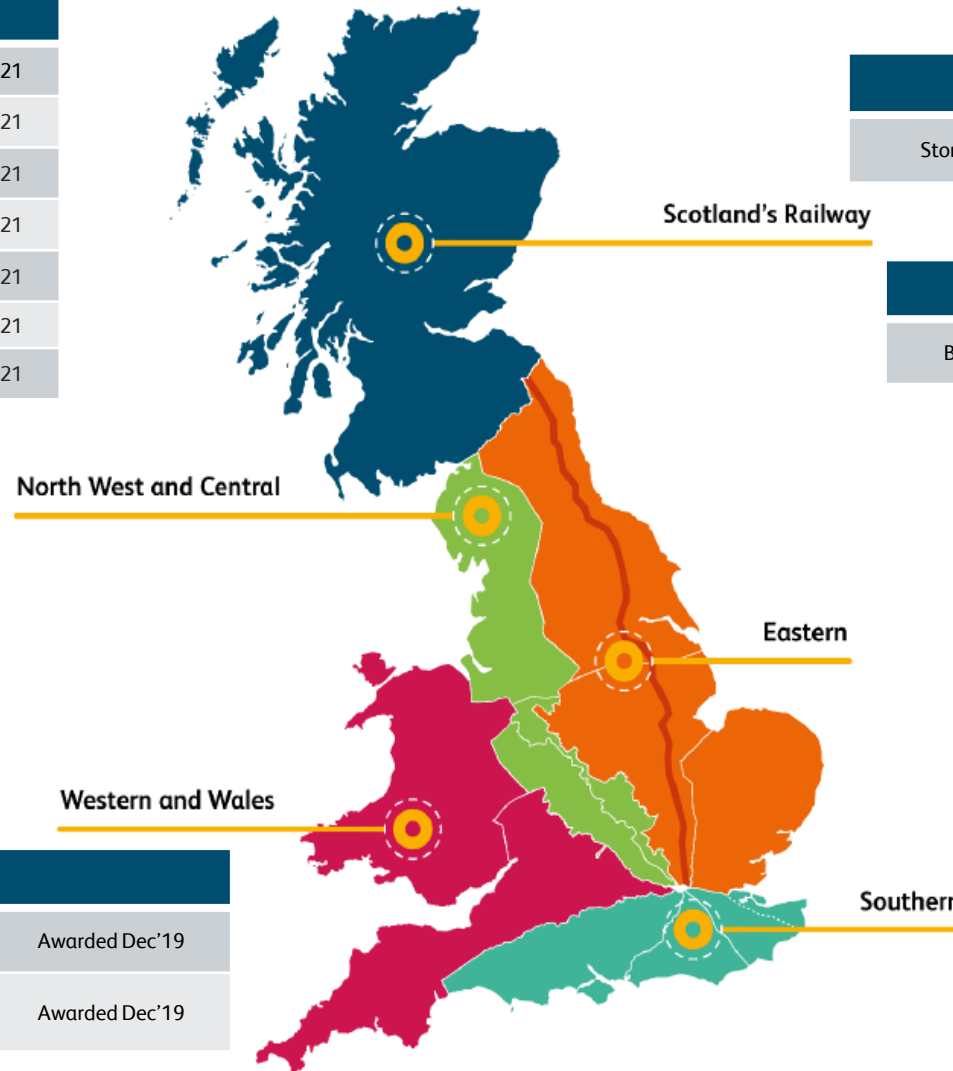 21
21
21
21
21
21
21
Scotland's Railway
North West and Central
Eastern
Western and Wales
Awarded Dec'19
Awarded Dec'19
Southern